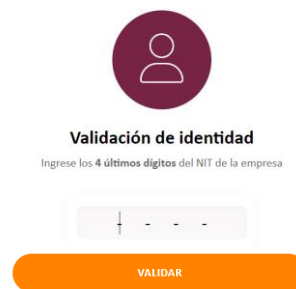 Validación de identidad
Ingrese los 4 últimos dígitos del NIT de la empresa
- - - -
VALIDAR